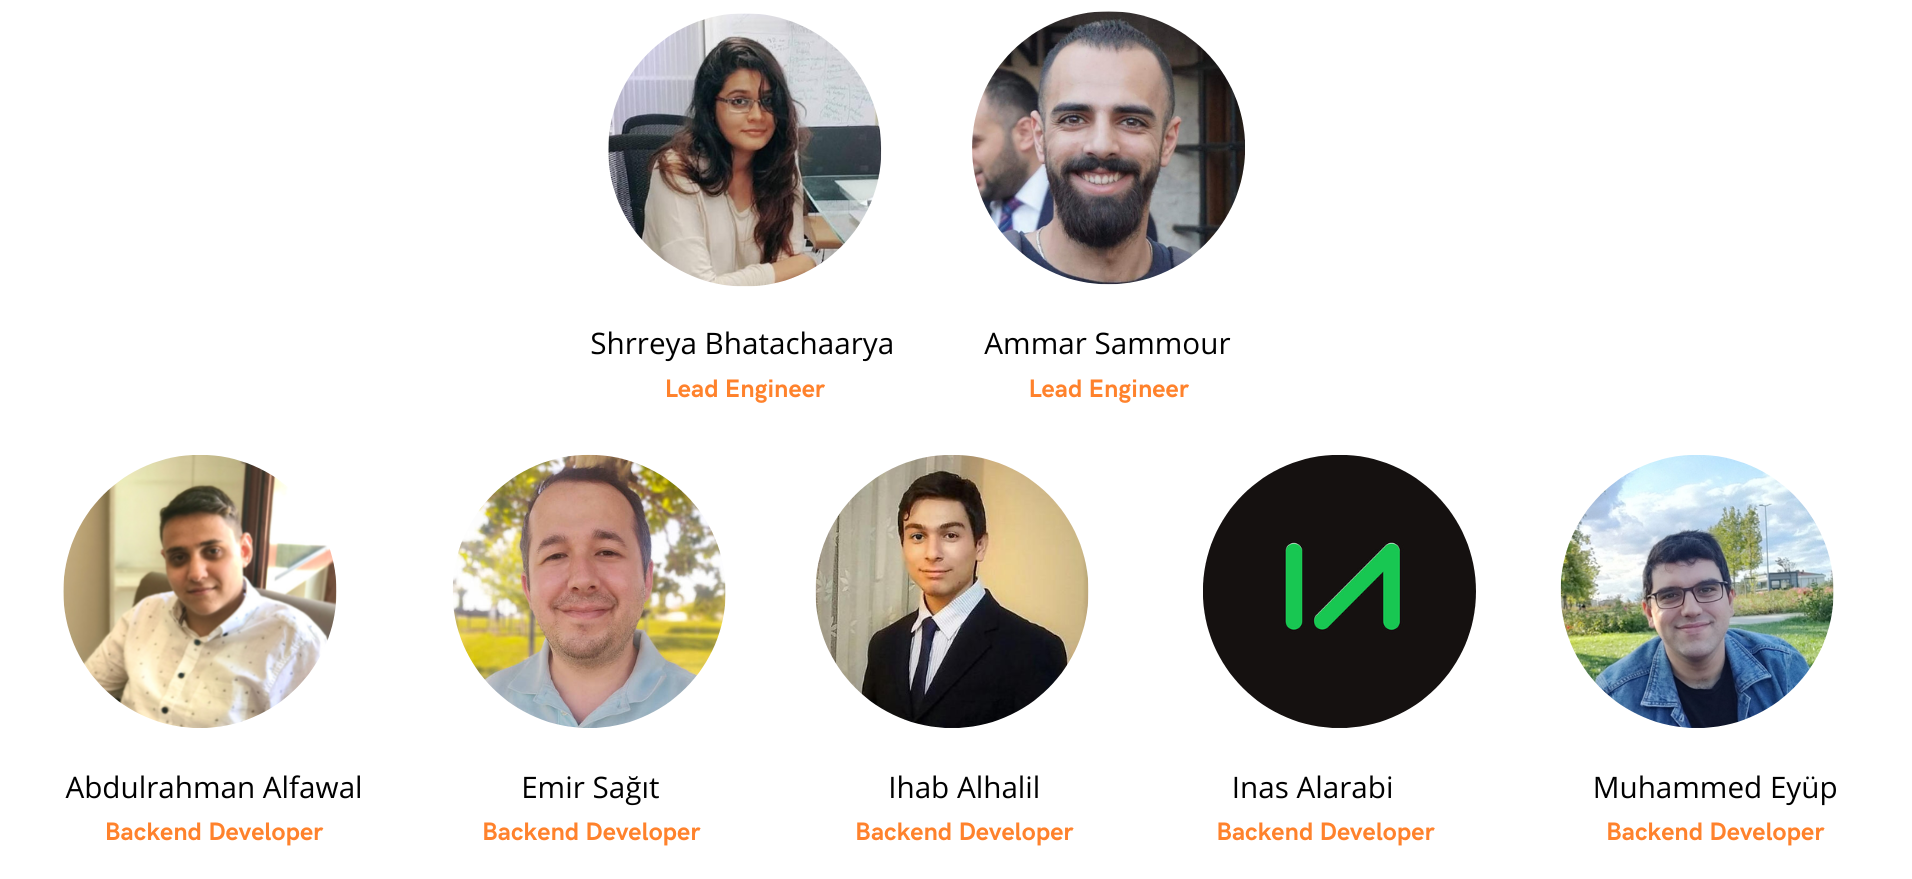 Shrreya Bhatachaarya
Lead Engineer
Ammar Sammour
Lead Engineer
Abdulrahman Alfawal
Backend Developer
Emir Sağıt
Backend Developer
Ihab Alhalil
Backend Developer
Inas Alarabi
Backend Developer
Muhammed Eyüp
Backend Developer